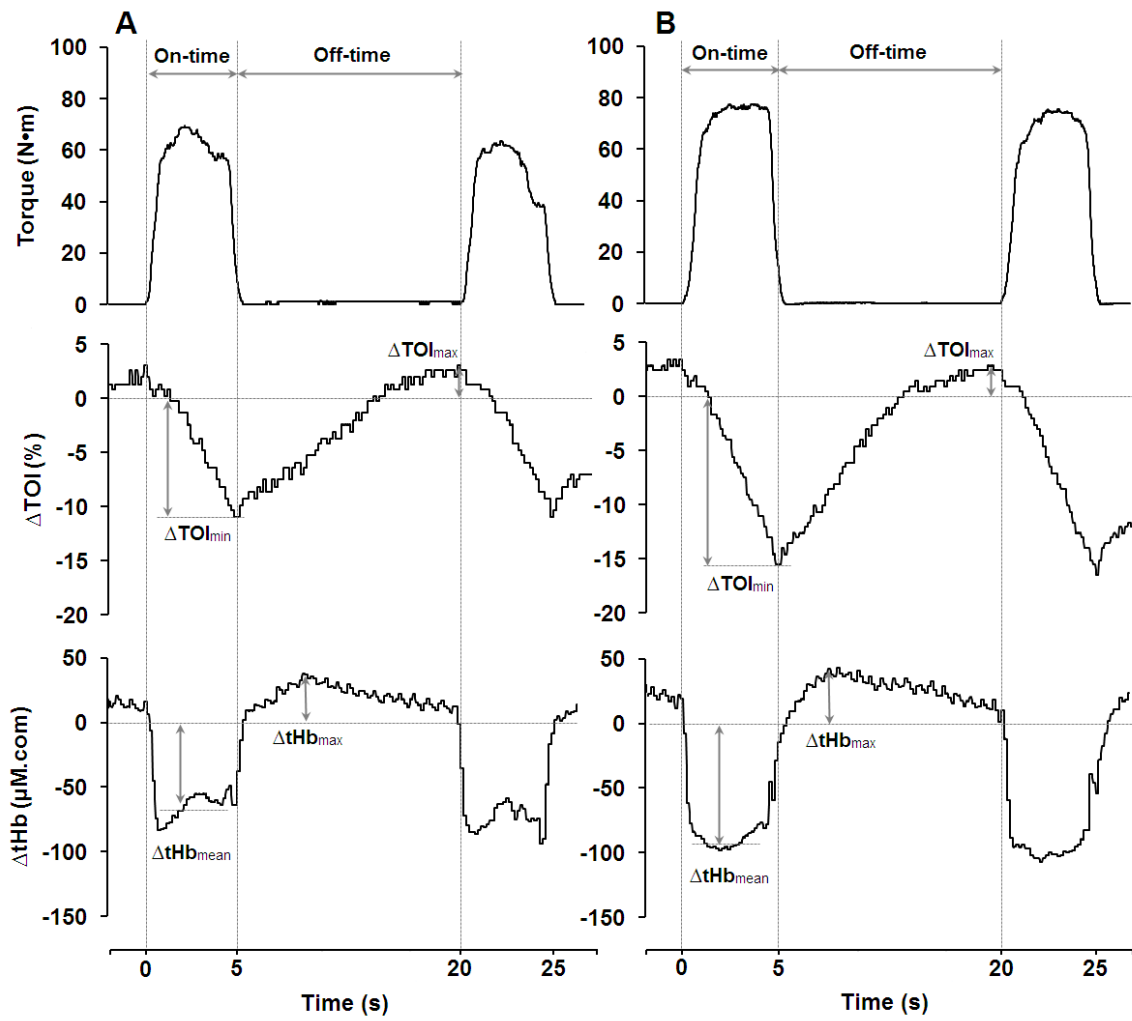 A
B
On-time
Off-time
On-time
Off-time
Torque (N•m)
100
80
60
40
20
0
100
80
60
40
20
0
ΔTOI (%)
5
0
-5
-10
-15
-20
ΔTOImax
ΔTOImin
5
0
-5
-10
-15
-20
ΔTOImax
ΔTOImin
ΔtHb (µM.com)
50
0
-50
-100
-150
ΔtHbmax
ΔtHbmean
50
0
-50
-100
-150
ΔtHbmax
ΔtHbmean
0 5 20 25
0 5 20 25
Time (s)
Time (s)